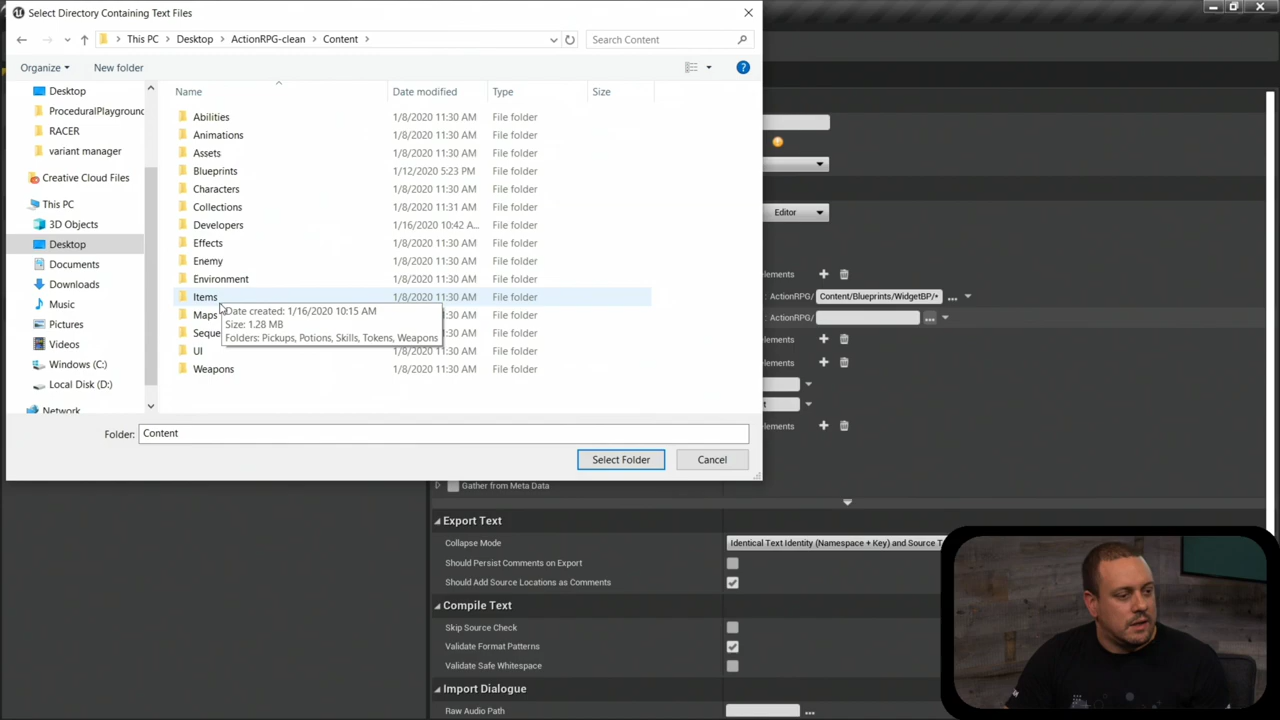 Select Directory Containing Text Files
This PC
Desktop
ActionRPG-clean
Content
Search Content
Organize
New folder
Desktop
ProceduralPlayground
RACER
variant manager
Creative Cloud Files
This PC
3D Objects
Desktop
Documents
Downloads
Music
Pictures
Videos
Windows (C:)
Local Disk (D:)
Network
Name Date modified Type Size
Abilities 1/8/2020 11:30 AM File folder
Animations 1/8/2020 11:30 AM File folder
Assets 1/8/2020 11:30 AM File folder
Blueprints 1/12/2020 5:23 PM File folder
Characters 1/8/2020 11:30 AM File folder
Collections 1/8/2020 11:31 AM File folder
Developers 1/16/2020 10:42 A... File folder
Effects 1/8/2020 11:30 AM File folder
Enemy 1/8/2020 11:30 AM File folder
Environment 1/8/2020 11:30 AM File folder
Items 1/8/2020 11:30 AM File folder
Maps File folder
Seque File folder
UI 1/8/2020 11:30 AM File folder
Weapons 1/8/2020 11:30 AM File folder
Date created: 1/16/2020 10:15 AM
Size: 1.28 MB
Folders: Pickups, Potions, Skills, Tokens, Weapons
Folder: Content
Select Folder Cancel
Editor
: ActionRPG/ Content/Blueprints/WidgetBP/*
: ActionRPG/
Gather from Meta Data
Export Text
Collapse Mode Identical Text Identity (Namespace + Key) and Source T
Should Persist Comments on Export
Should Add Source Locations as Comments
Compile Text
Skip Source Check
Validate Format Patterns
Validate Safe Whitespace
Import Dialogue
Raw Audio Path